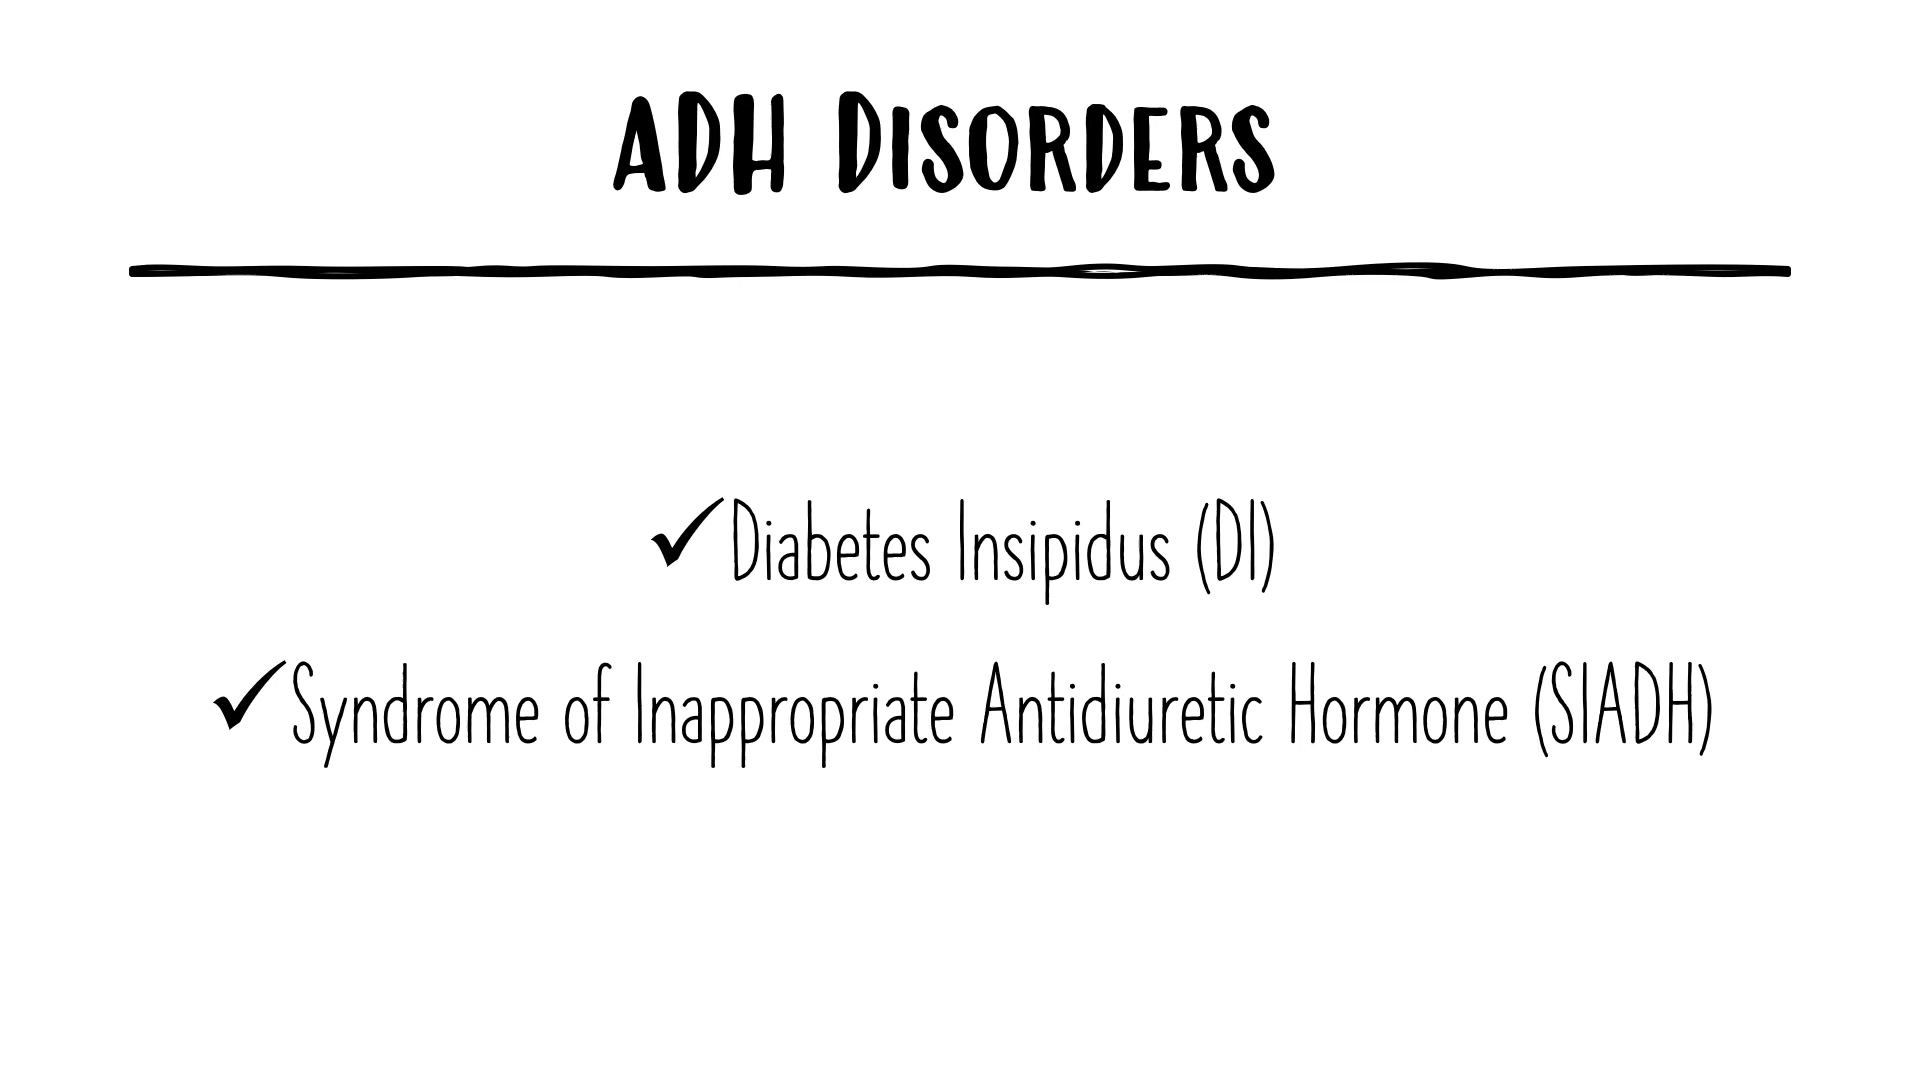 ADH Disorders
✓Diabetes Insipidus (DI)
✓Syndrome of Inappropriate Antidiuretic Hormone (SIADH)